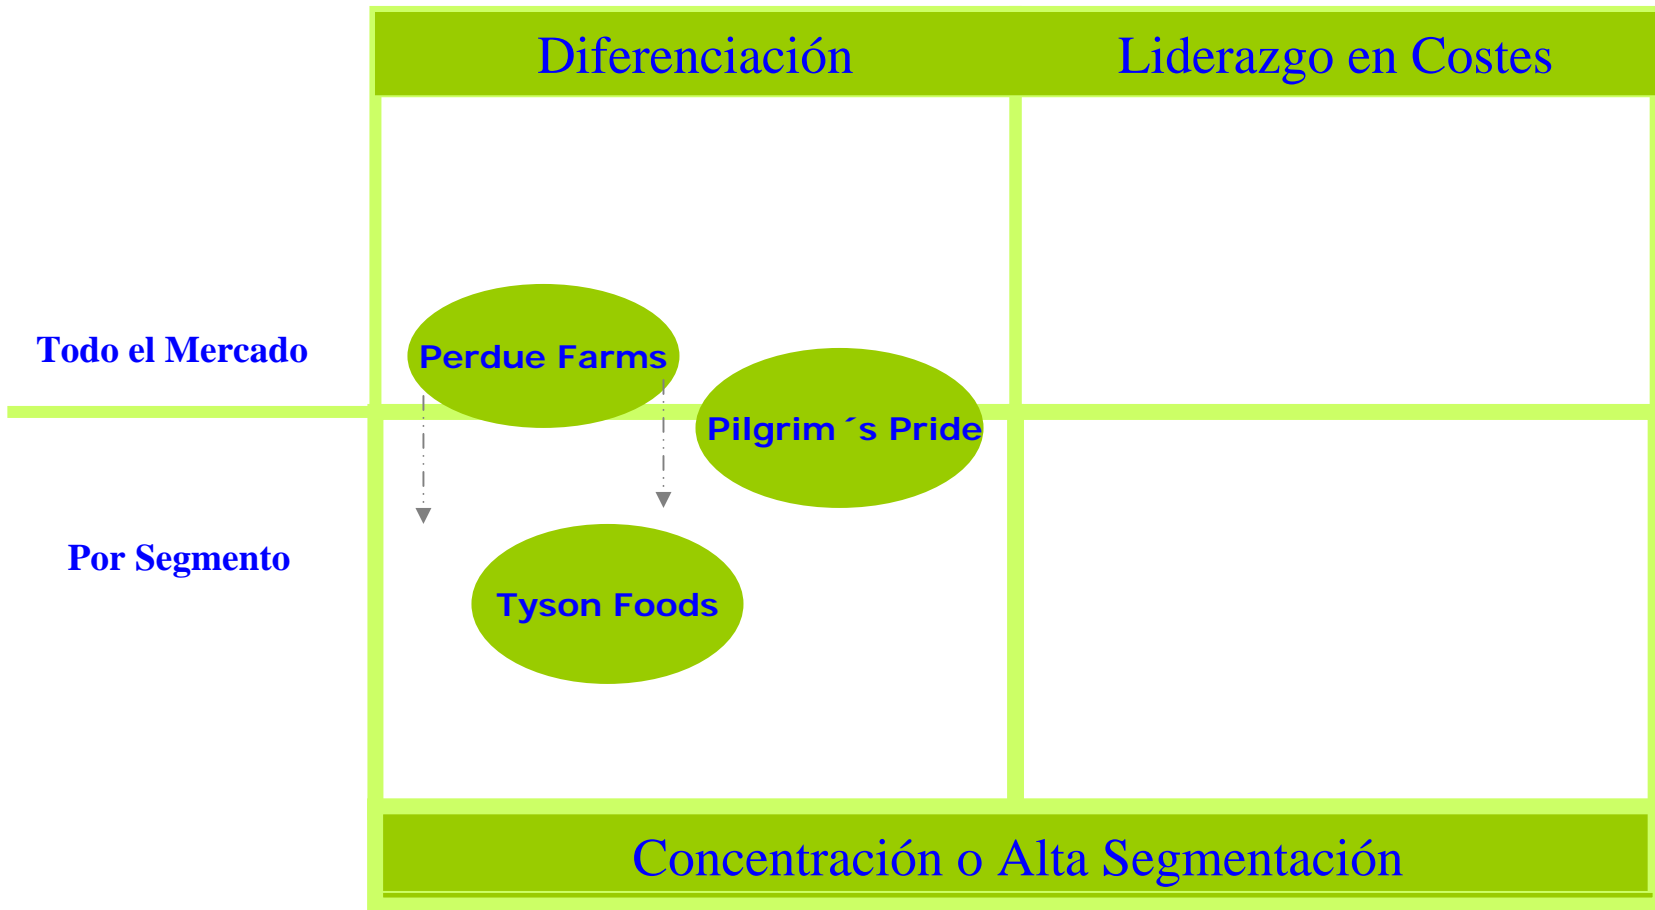 Diferenciación
Liderazgo en Costes
Todo el Mercado
Perdue Farms
Pilgrim´s Pride
Por Segmento
Tyson Foods
Concentración o Alta Segmentación